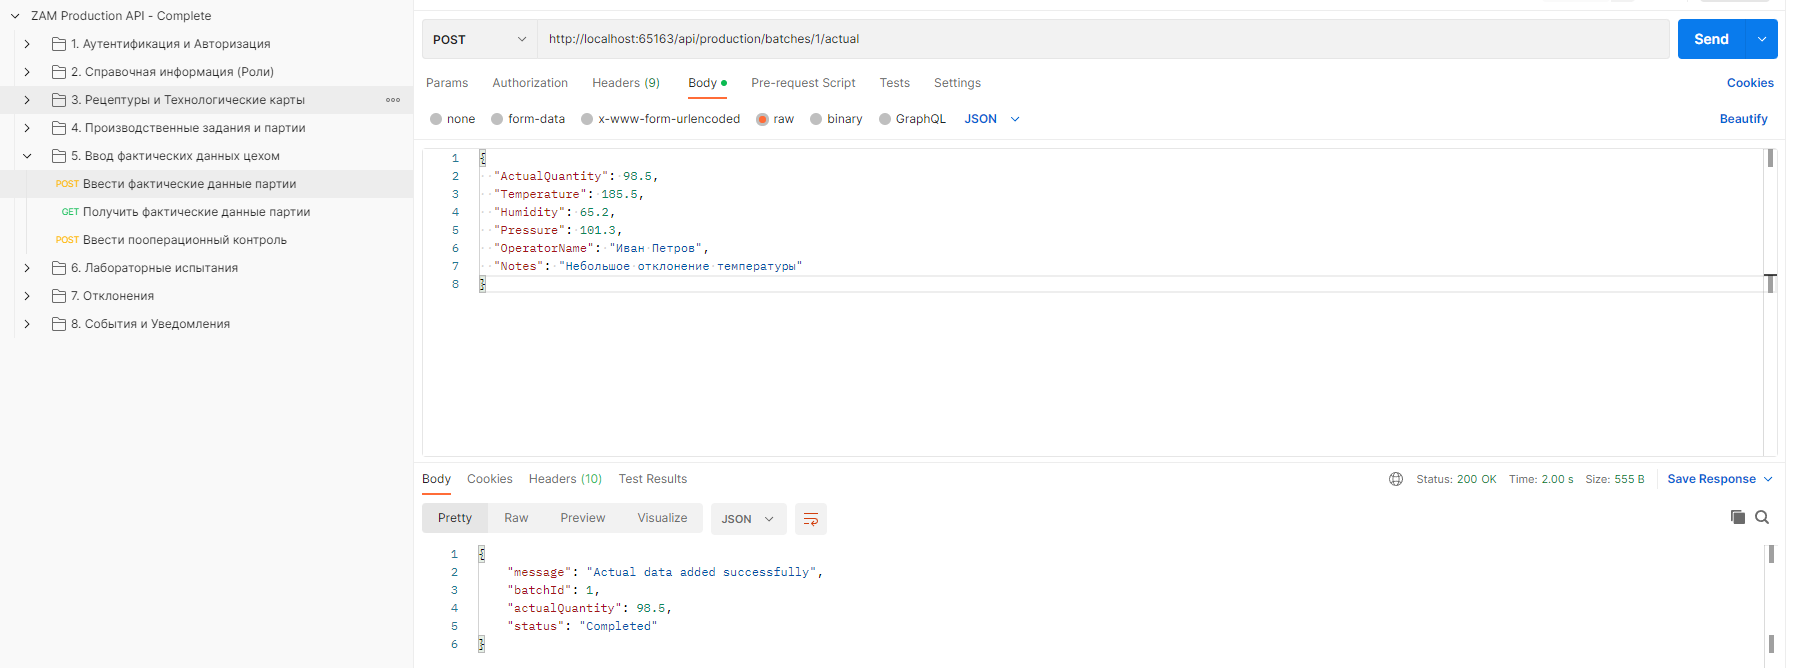 ZAM Production API - Complete
1. Аутентификация и Авторизация
2. Справочная информация (Роли)
3. Рецептуры и Технологические карты
4. Производственные задания и партии
5. Ввод фактических данных цехом
POST Ввести фактические данные партии
GET Получить фактические данные партии
POST Ввести пооперационный контроль
6. Лабораторные испытания
7. Отклонения
8. События и Уведомления
POST http://localhost:65163/api/production/batches/1/actual Send
Params Authorization Headers (9) Body Pre-request Script Tests Settings Cookies
none form-data x-www-form-urlencoded raw binary GraphQL JSON Beautify
1 {
2 "ActualQuantity": 98.5,
3 "Temperature": 185.5,
4 "Humidity": 65.2,
5 "Pressure": 101.3,
6 "OperatorName": "Иван Петров",
7 "Notes": "Небольшое отклонение температуры"
8 }
Body Cookies Headers (10) Test Results Status: 200 OK Time: 2.00 s Size: 555 B Save Response
Pretty Raw Preview Visualize JSON
1 {
2 "message": "Actual data added successfully",
3 "batchId": 1,
4 "actualQuantity": 98.5,
5 "status": "Completed"
6 }